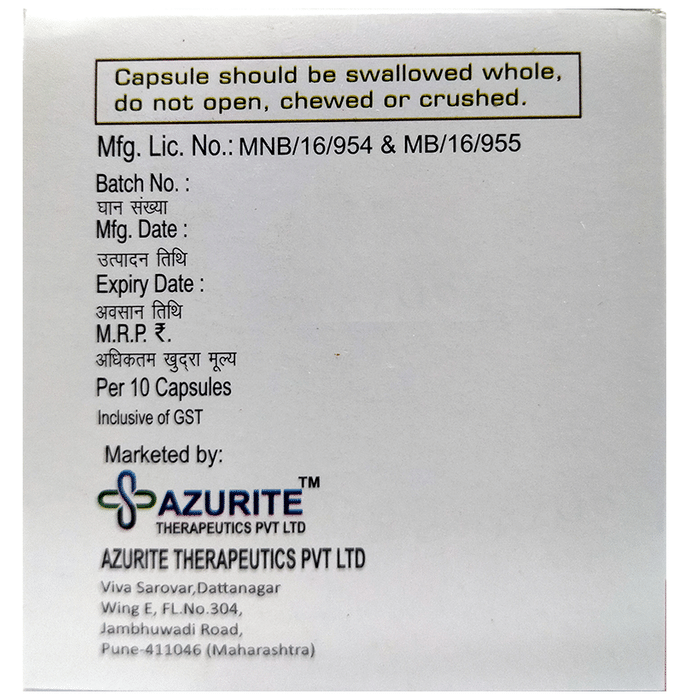 Capsule should be swallowed whole,
do not open, chewed or crushed.
Mfg. Lic. No.: MNB/16/954 & MB/16/955
Batch No. :
घान संख्या
Mfg. Date :
उत्पादन तिथि
Expiry Date :
अवसान तिथि
M.R.P. ₹.
अधिकतम खुद्रा मूल्य
Per 10 Capsules
Inclusive of GST
Marketed by:
AZURITE™
THERAPEUTICS PVT LTD
AZURITE THERAPEUTICS PVT LTD
Viva Sarovar,Dattanagar
Wing E, FL.No.304,
Jambhuwadi Road,
Pune-411046 (Maharashtra)